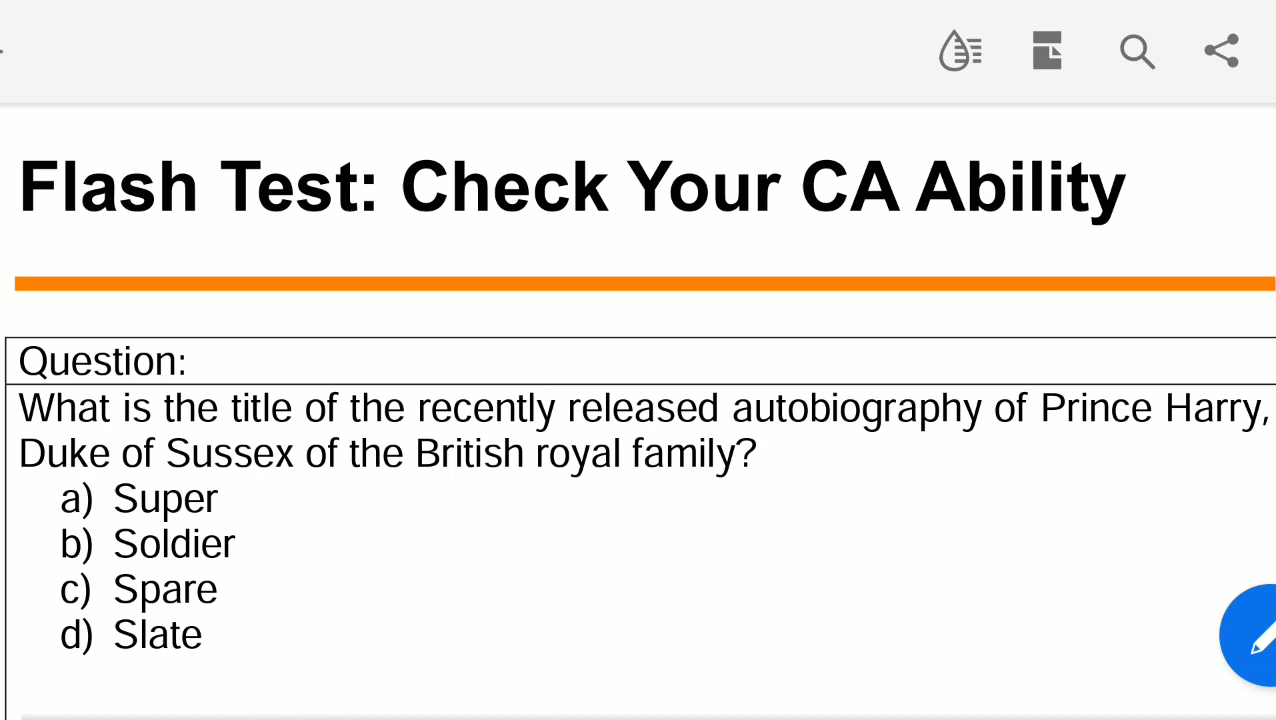 Flash Test: Check Your CA Ability
Question:
What is the title of the recently released autobiography of Prince Harry,
Duke of Sussex of the British royal family?
a) Super
b) Soldier
c) Spare
d) Slate